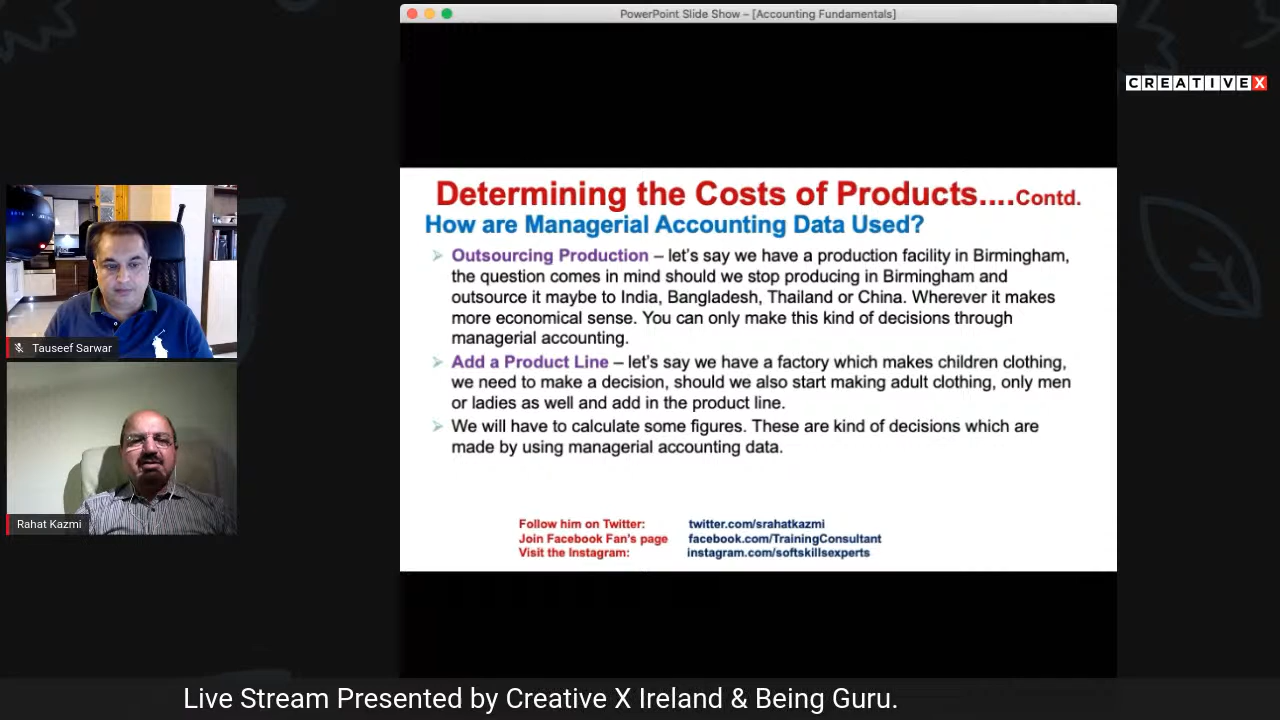 PowerPoint Slide Show – [Accounting Fundamentals]
CREATIVEX
Determining the Costs of Products....Contd.
How are Managerial Accounting Data Used?
Outsourcing Production – let's say we have a production facility in Birmingham,
the question comes in mind should we stop producing in Birmingham and
outsource it maybe to India, Bangladesh, Thailand or China. Wherever it makes
more economical sense. You can only make this kind of decisions through
managerial accounting.
Add a Product Line – let's say we have a factory which makes children clothing,
we need to make a decision, should we also start making adult clothing, only men
or ladies as well and add in the product line.
We will have to calculate some figures. These are kind of decisions which are
made by using managerial accounting data.
Follow him on Twitter: twitter.com/srahatkazmi
Join Facebook Fan's page facebook.com/TrainingConsultant
Visit the Instagram: instagram.com/softskillsexperts
Tauseef Sarwar
Rahat Kazmi
Live Stream Presented by Creative X Ireland & Being Guru.